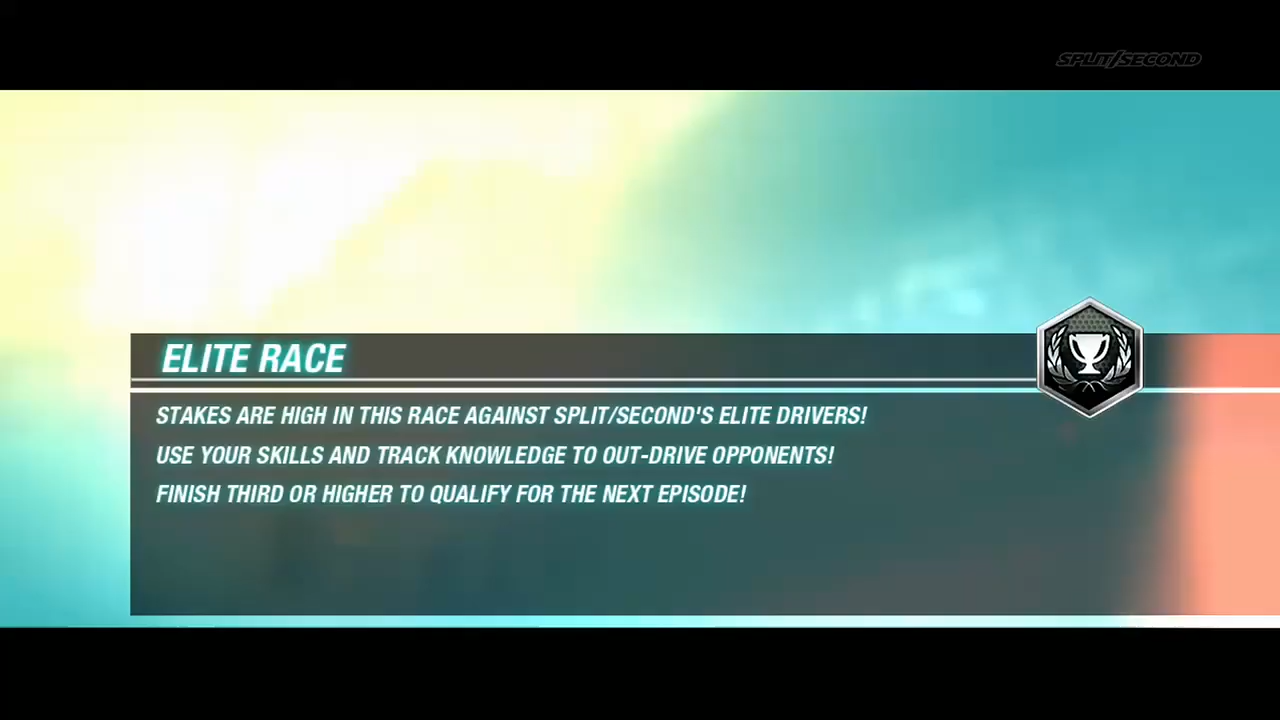 SPLIT/SECOND
ELITE RACE
STAKES ARE HIGH IN THIS RACE AGAINST SPLIT/SECOND'S ELITE DRIVERS!
USE YOUR SKILLS AND TRACK KNOWLEDGE TO OUT-DRIVE OPPONENTS!
FINISH THIRD OR HIGHER TO QUALIFY FOR THE NEXT EPISODE!